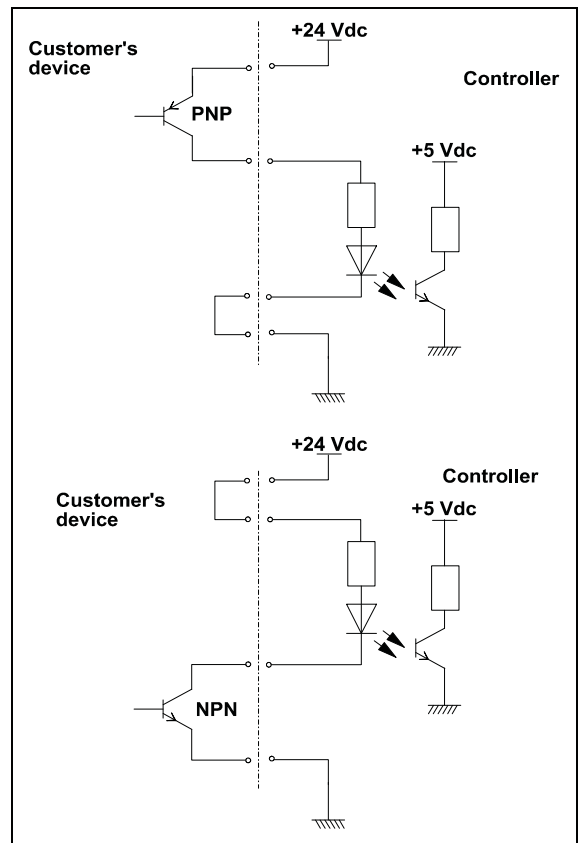 +24 Vdc
Customer's
device
Controller
PNP
+5 Vdc
+24 Vdc
Controller
Customer's
device
+5 Vdc
NPN